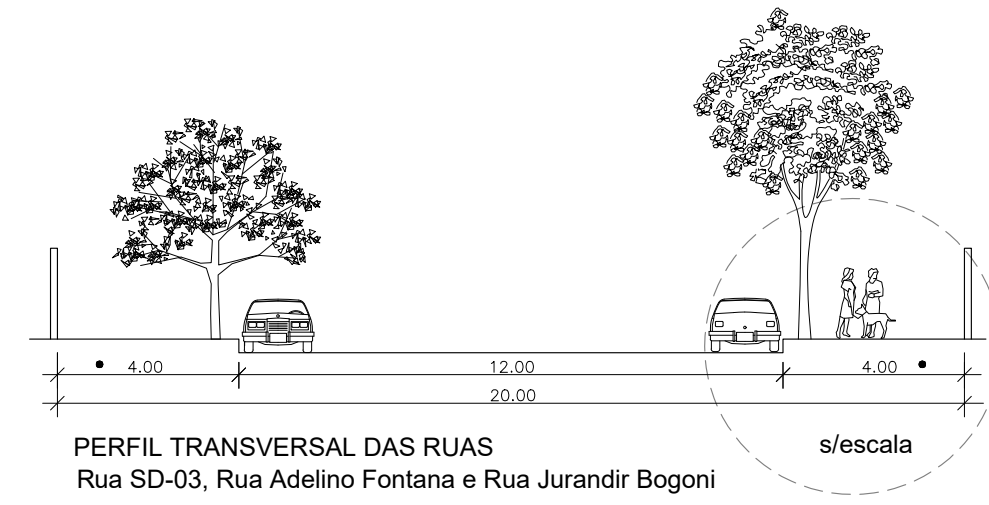 4.00
12.00
4.00
20.00
PERFIL TRANSVERSAL DAS RUAS
s/escala
Rua SD-03, Rua Adelino Fontana e Rua Jurandir Bogoni